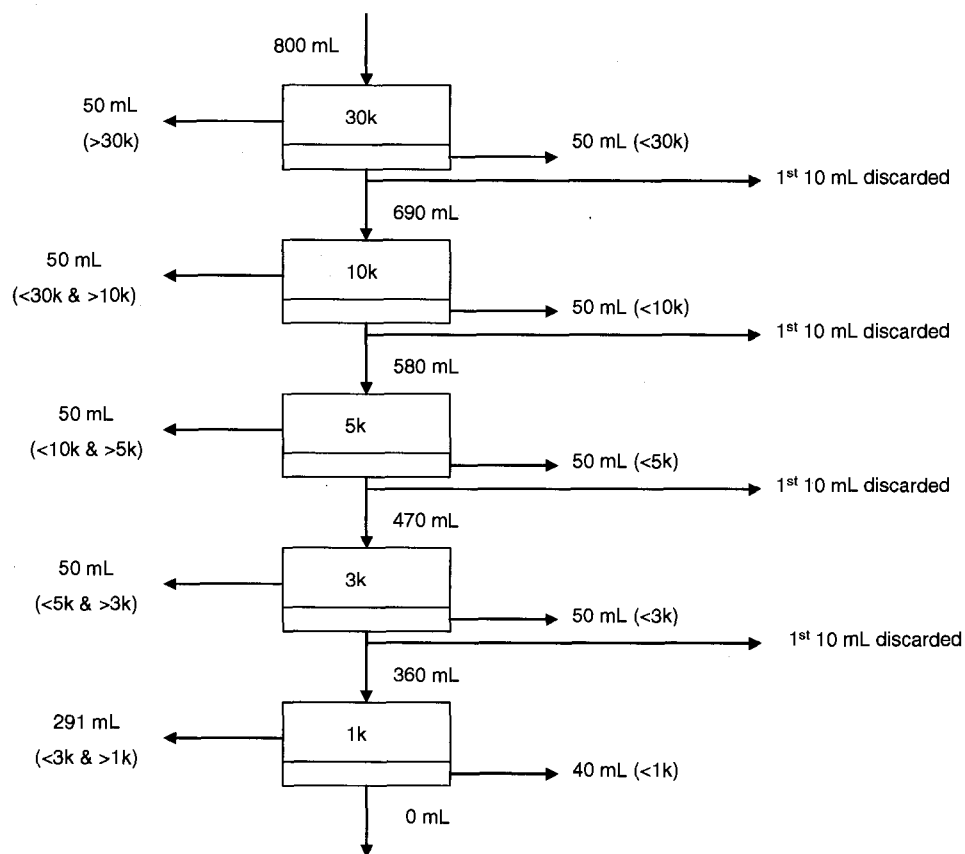 800 mL
50 mL
(>30k)
30k
50 mL (<30k)
1st 10 mL discarded
690 mL
50 mL
(<30k & >10k)
10k
50 mL (<10k)
1st 10 mL discarded
580 mL
50 mL
(<10k & >5k)
5k
50 mL (<5k)
1st 10 mL discarded
470 mL
50 mL
(<5k & >3k)
3k
50 mL (<3k)
1st 10 mL discarded
360 mL
291 mL
(<3k & >1k)
1k
40 mL (<1k)
0 mL